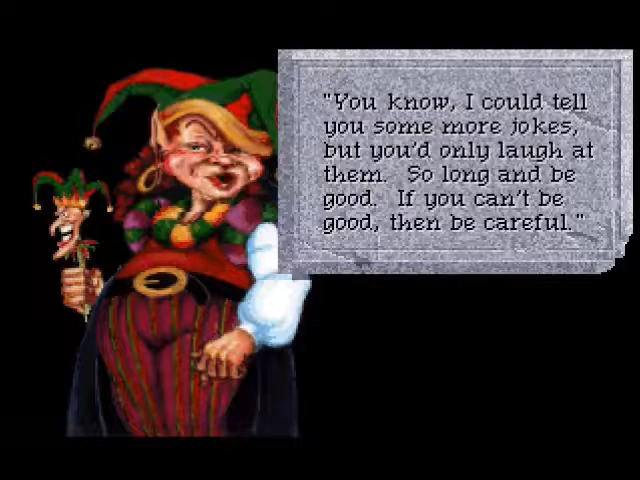 "You know, I could tell
you some more jokes,
but you'd only laugh at
them.  So long and be
good.  If you can't be
good, then be careful."